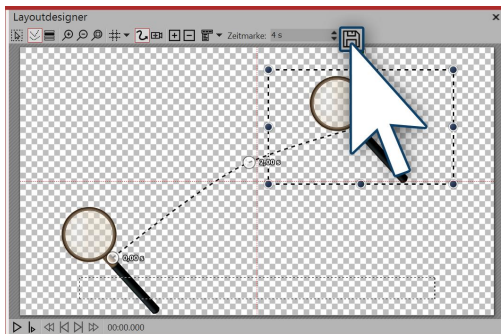 Layoutdesigner
Zeitmarke: 4 s
2,00 s
0,00 s
00:00.000